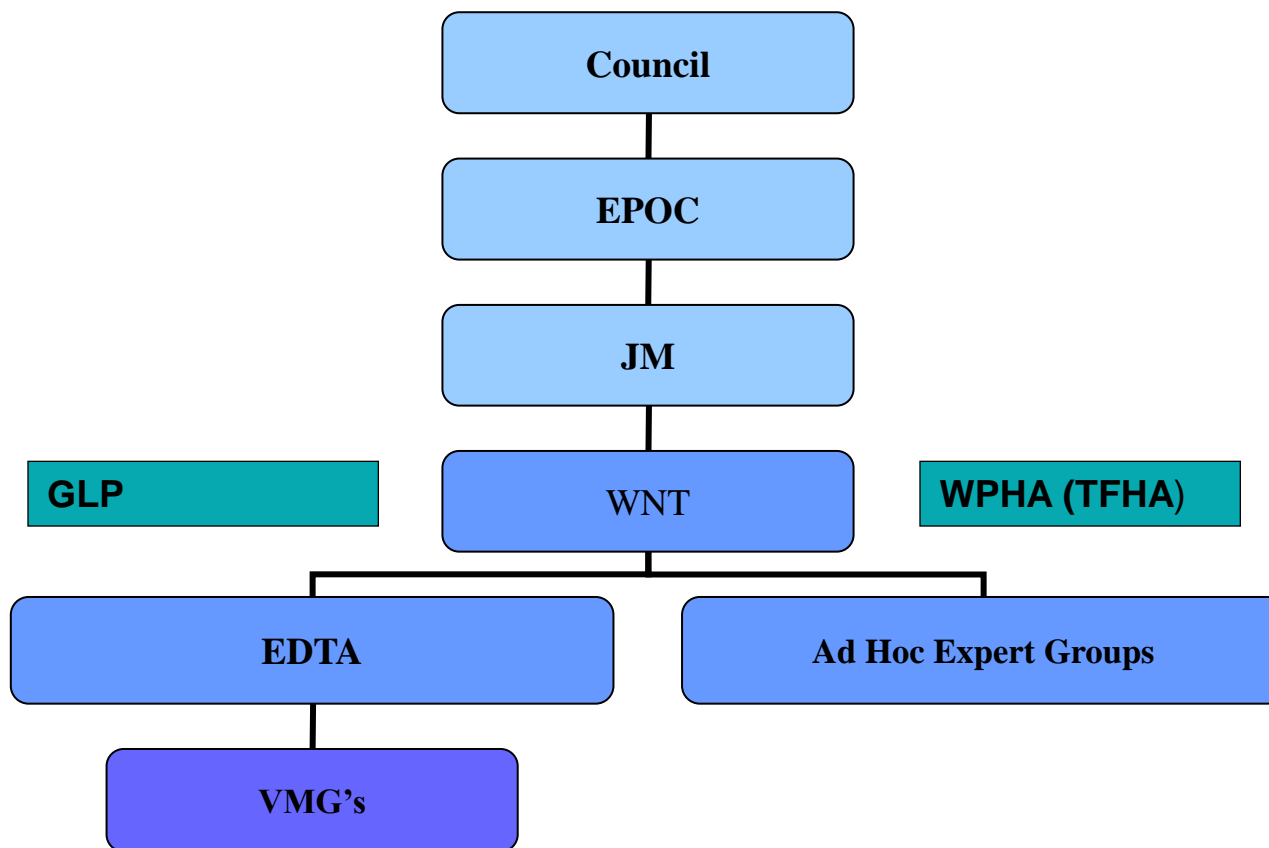 Council
EPOC
JM
GLP
WNT
WPHA (TFHA)
EDTA
Ad Hoc Expert Groups
VMG’s